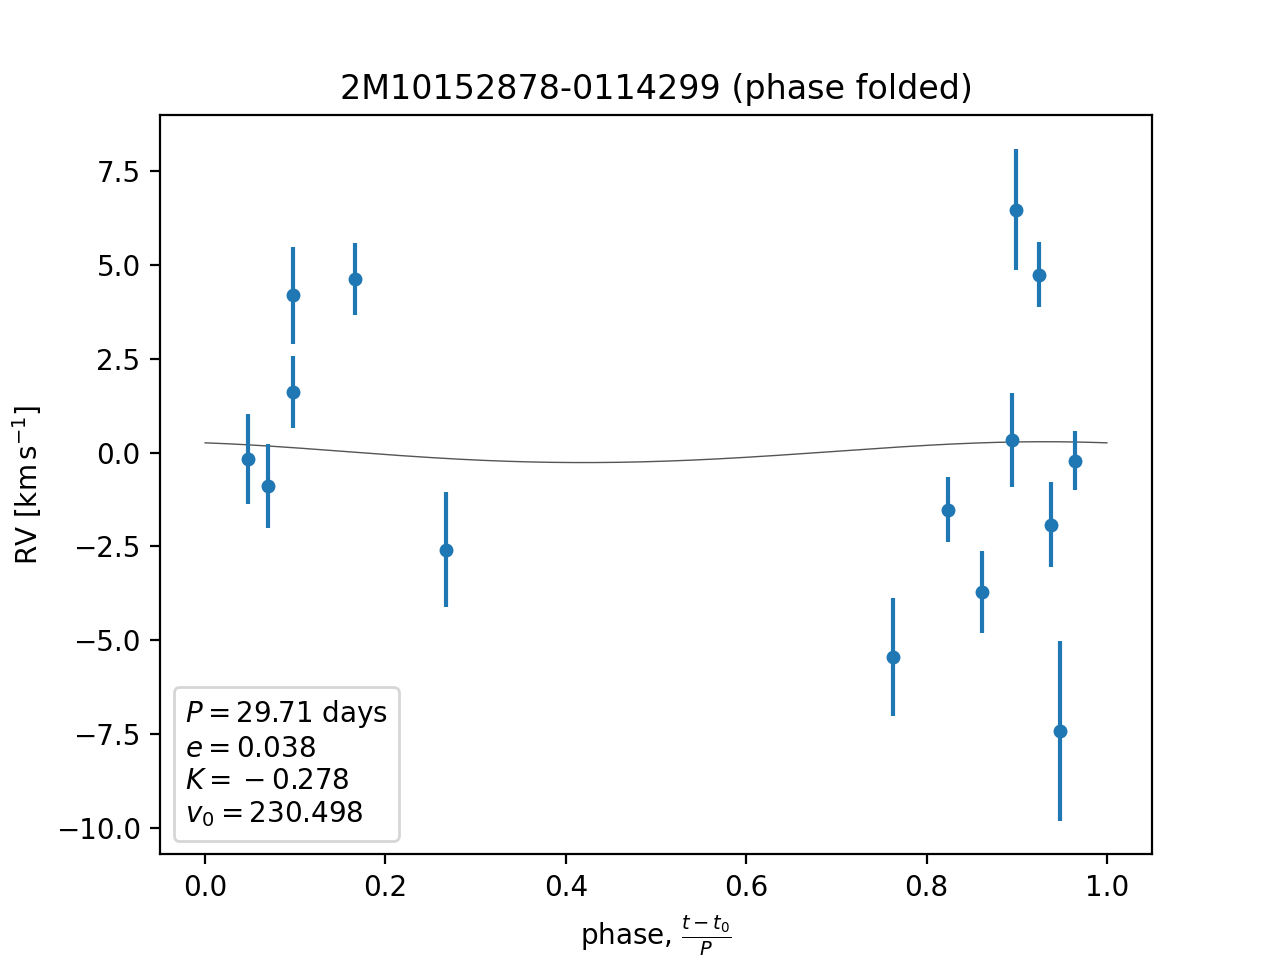 2M10152878-0114299 (phase folded)
RV [km s⁻¹]
7.5
5.0
2.5
0.0
−2.5
−5.0
−7.5
−10.0
P = 29.71 days
e = 0.038
K = −0.278
v₀ = 230.498
0.0 0.2 0.4 0.6 0.8 1.0
phase, (t − t₀)/P